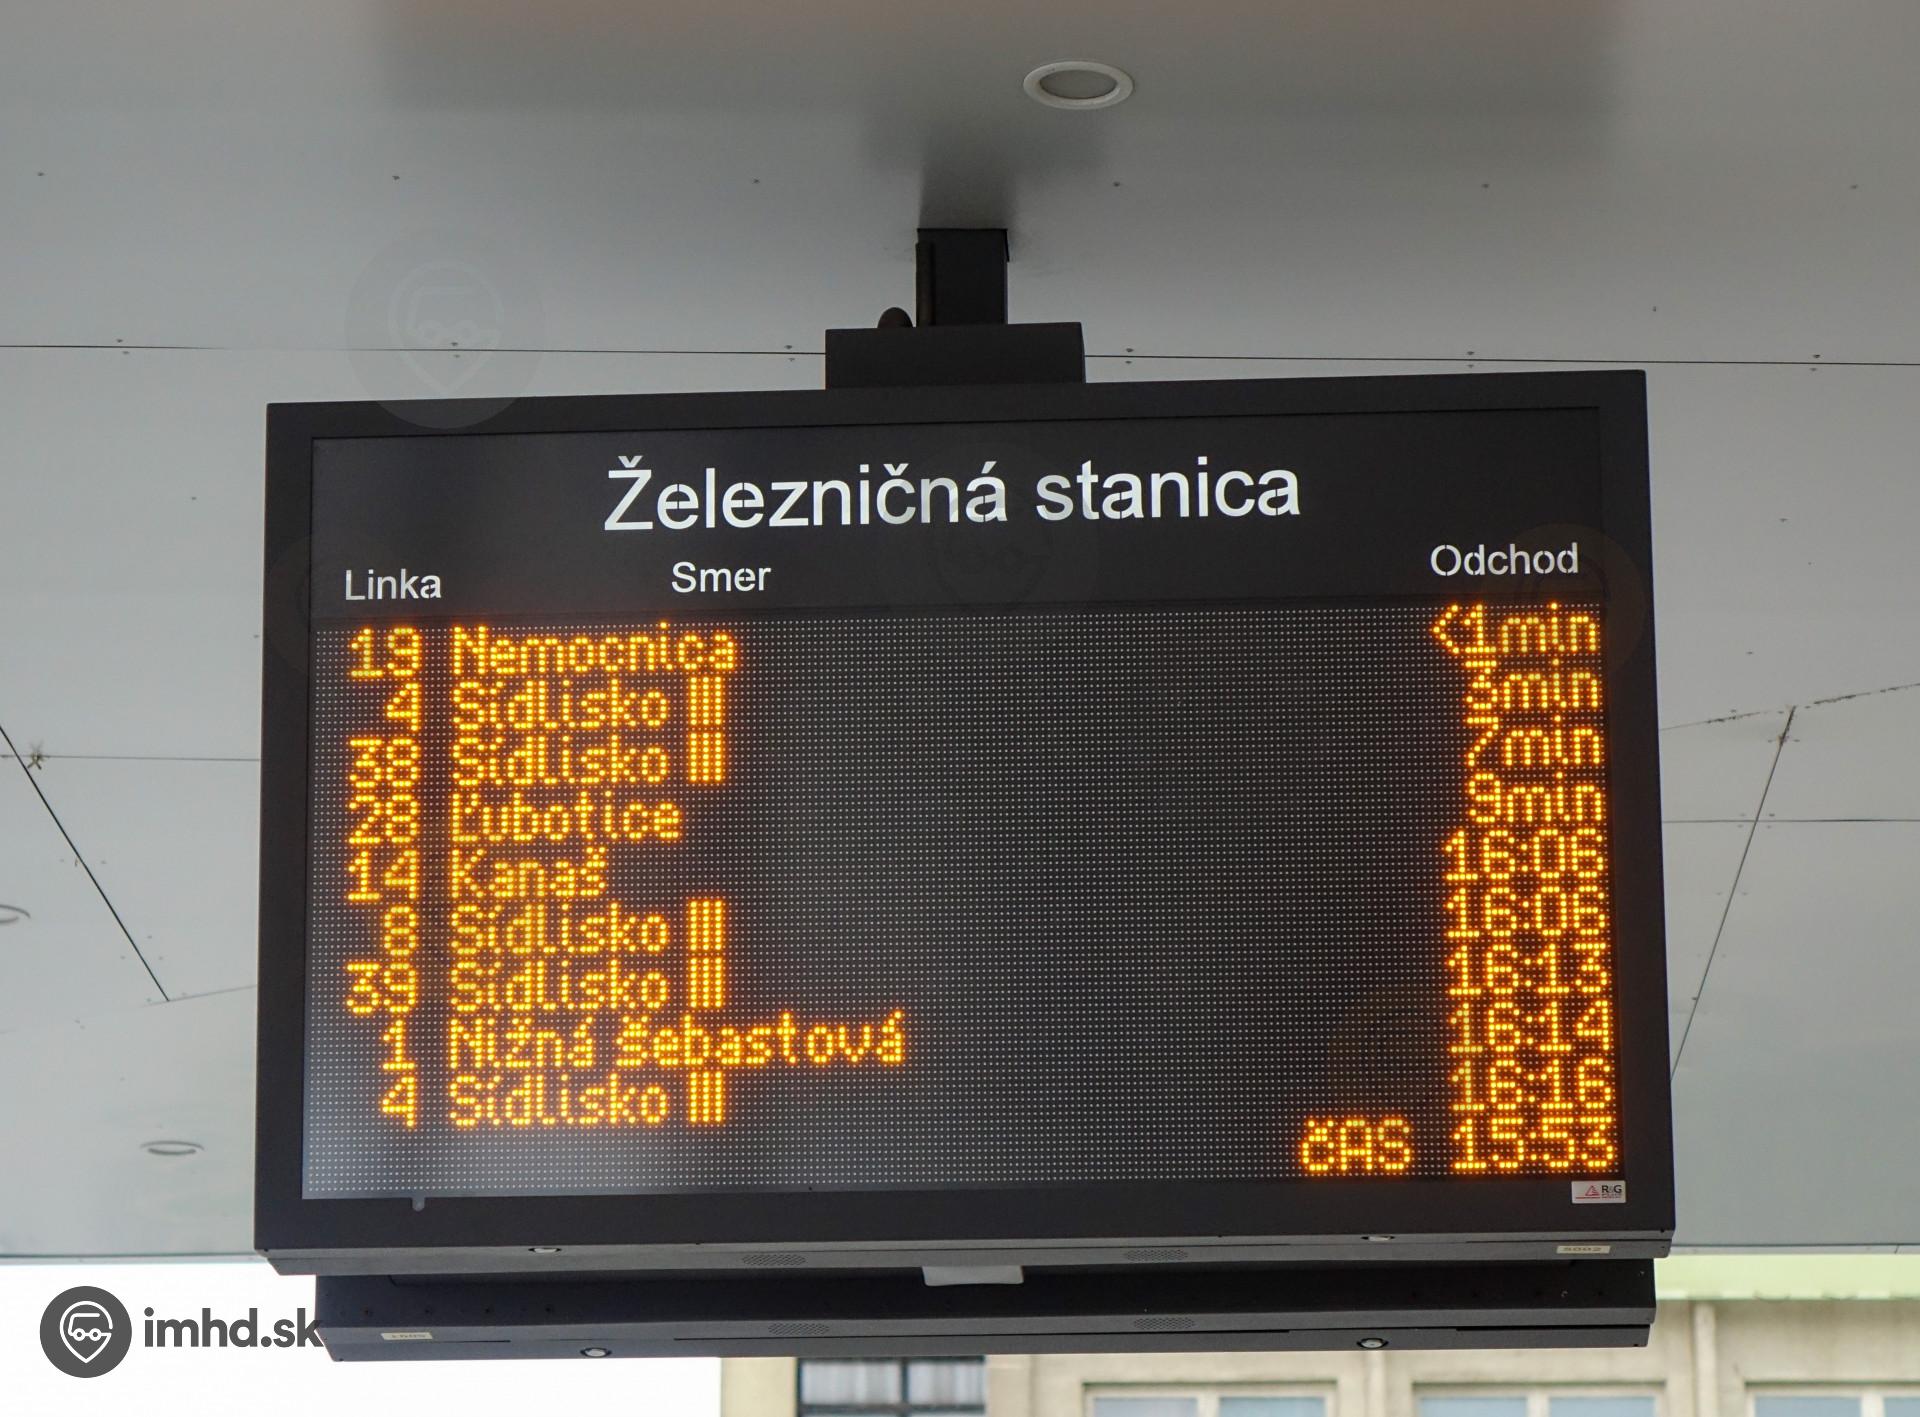 Železničná stanica
Linka Smer Odchod
19 Nemocnica <1min
4 Sídlisko III 3min
38 Sídlisko III 7min
28 Ľubotice 9min
14 Kanaš 16:06
8 Sídlisko III 16:06
39 Sídlisko III 16:13
1 Nižná Šebastová 16:14
4 Sídlisko III 16:16
čAS 15:53
R&G
imhd.sk